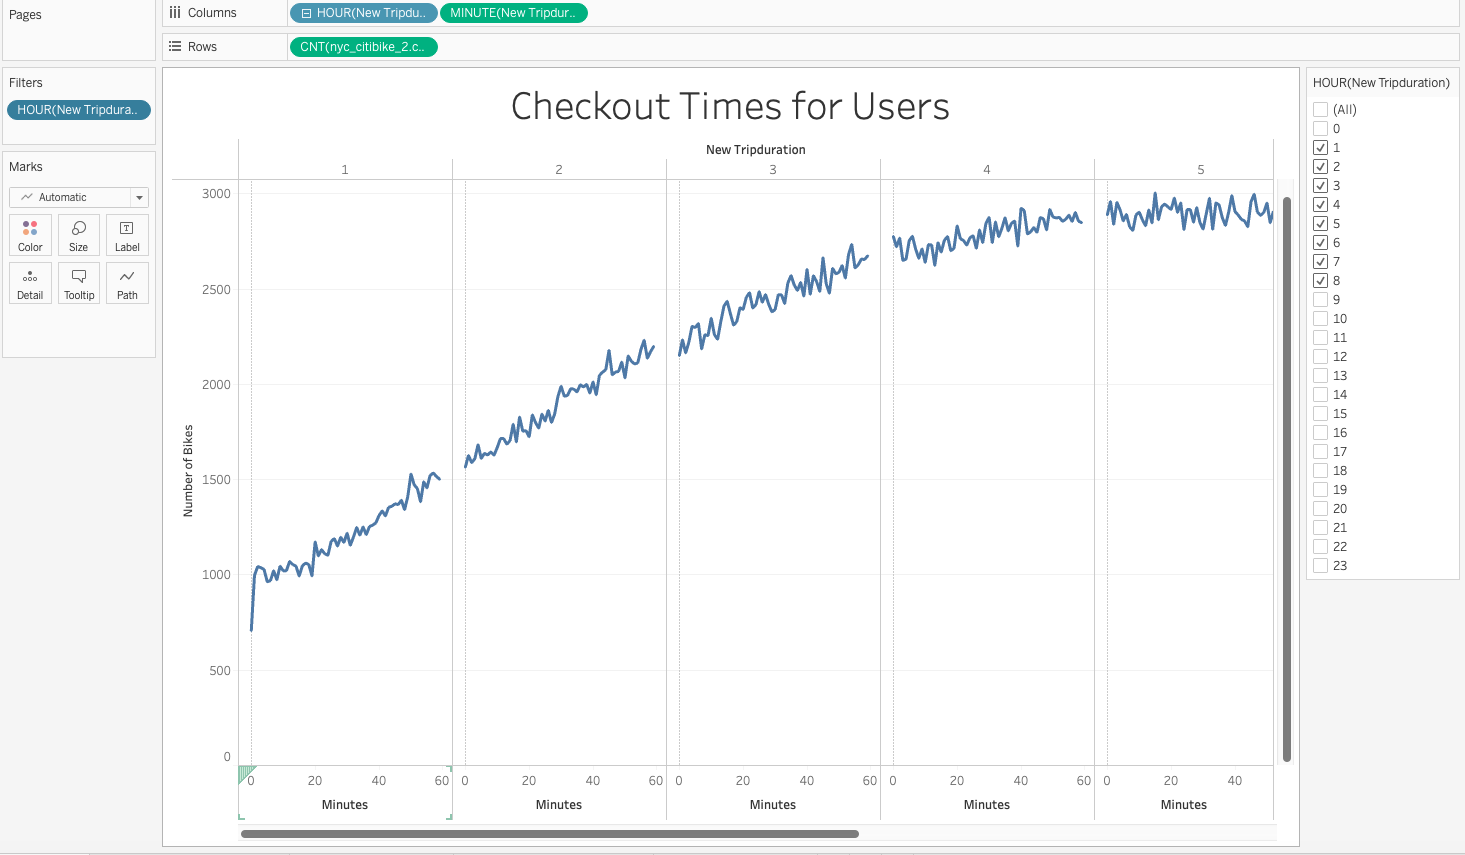 Pages
Columns
HOUR(New Tripdu..
MINUTE(New Tripdur..
Rows
CNT(nyc_citibike_2.c..
Filters
HOUR(New Tripdura..
Marks
Automatic
Color
Size
Label
Detail
Tooltip
Path
Checkout Times for Users
New Tripduration
1 2 3 4 5
3000
2500
2000
1500
1000
500
0
Number of Bikes
0 20 40 60 0 20 40 60 0 20 40 60 0 20 40 60 0 20 40
Minutes Minutes Minutes Minutes Minutes
HOUR(New Tripduration)
(All)
0
1
2
3
4
5
6
7
8
9
10
11
12
13
14
15
16
17
18
19
20
21
22
23